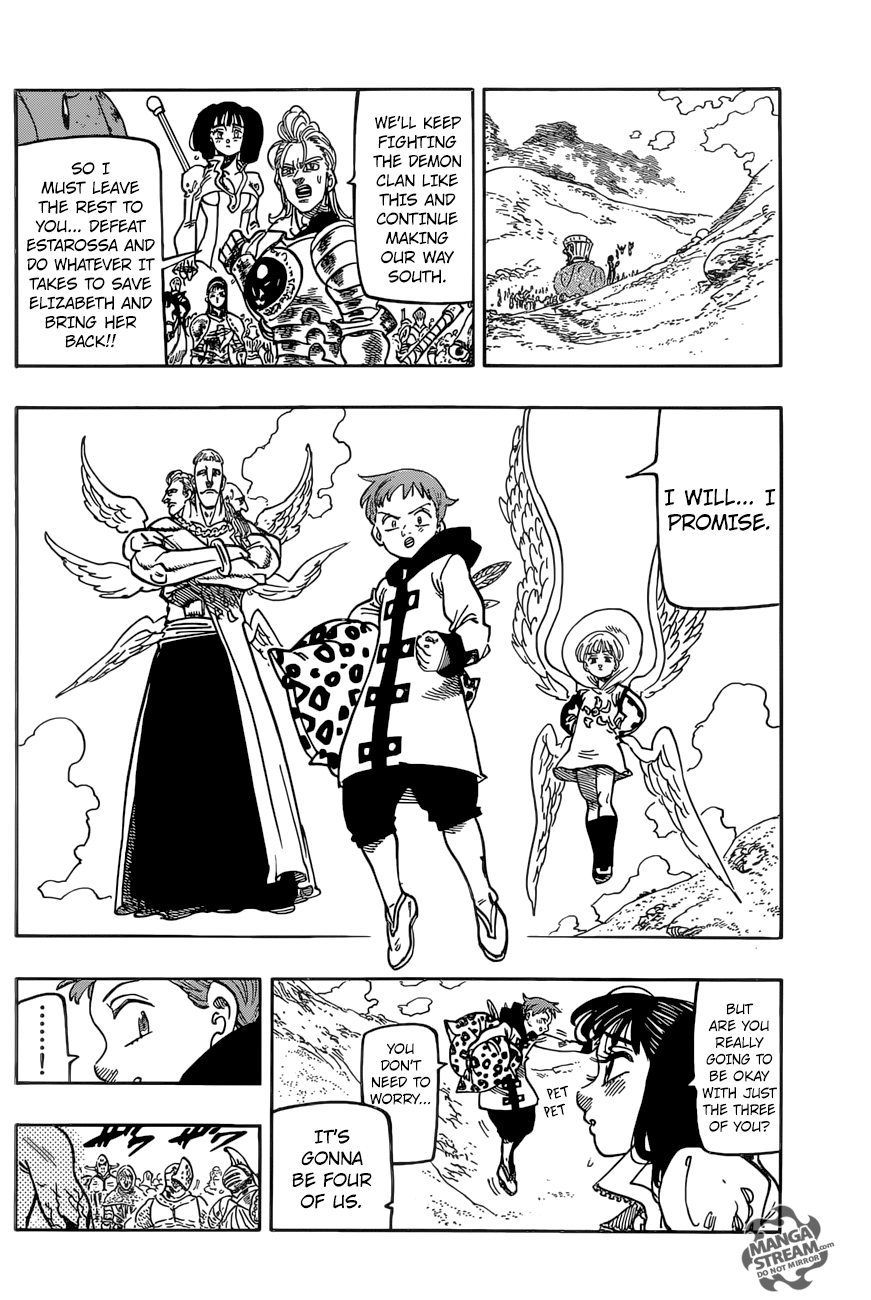 WE'LL KEEP
FIGHTING
THE DEMON
CLAN LIKE
THIS AND
CONTINUE
MAKING
OUR WAY
SOUTH.
SO I
MUST LEAVE
THE REST TO
YOU... DEFEAT
ESTAROSSA AND
DO WHATEVER IT
TAKES TO SAVE
ELIZABETH AND
BRING HER
BACK!!
I WILL... I
PROMISE.
BUT
ARE YOU
REALLY
GOING TO
BE OKAY
WITH JUST
THE THREE
OF YOU?
PET
PET
YOU
DON'T
NEED TO
WORRY...
IT'S
GONNA
BE FOUR
OF US.
......!
MANGA
STREAM.com
DO NOT MIRROR